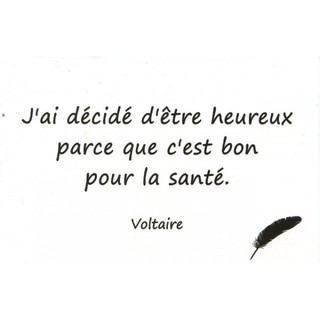 J'ai décidé d'être heureux
parce que c'est bon
pour la santé.
Voltaire